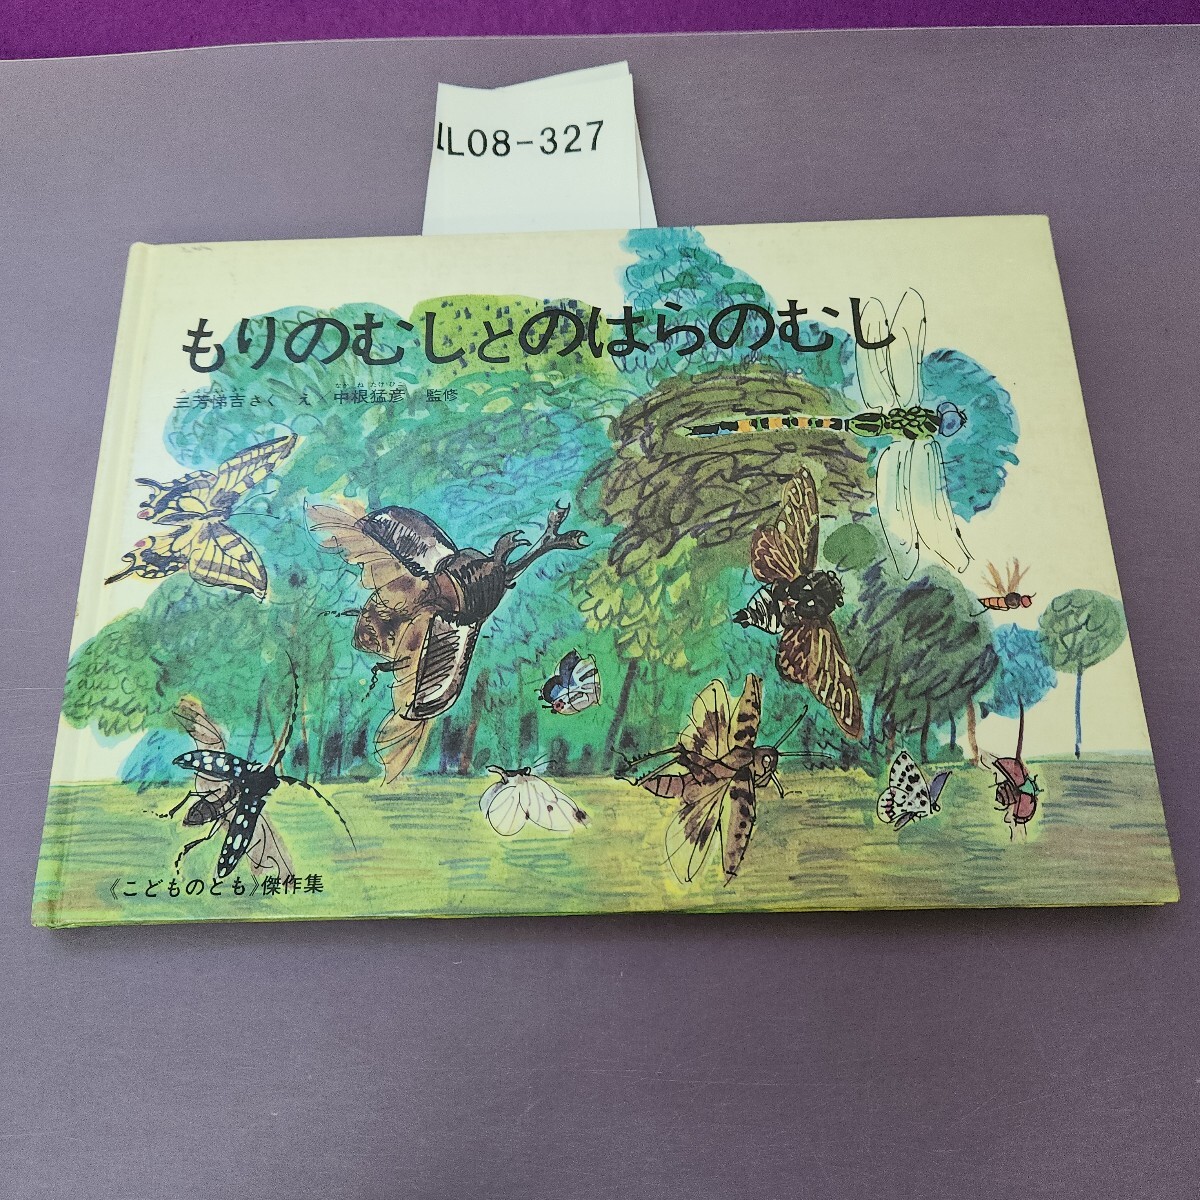 LL08-327
もりのむしとのはらのむし
なか ね たけ ひこ
三芳悌吉さく え 中根猛彦 監修
《こどものとも》傑作集